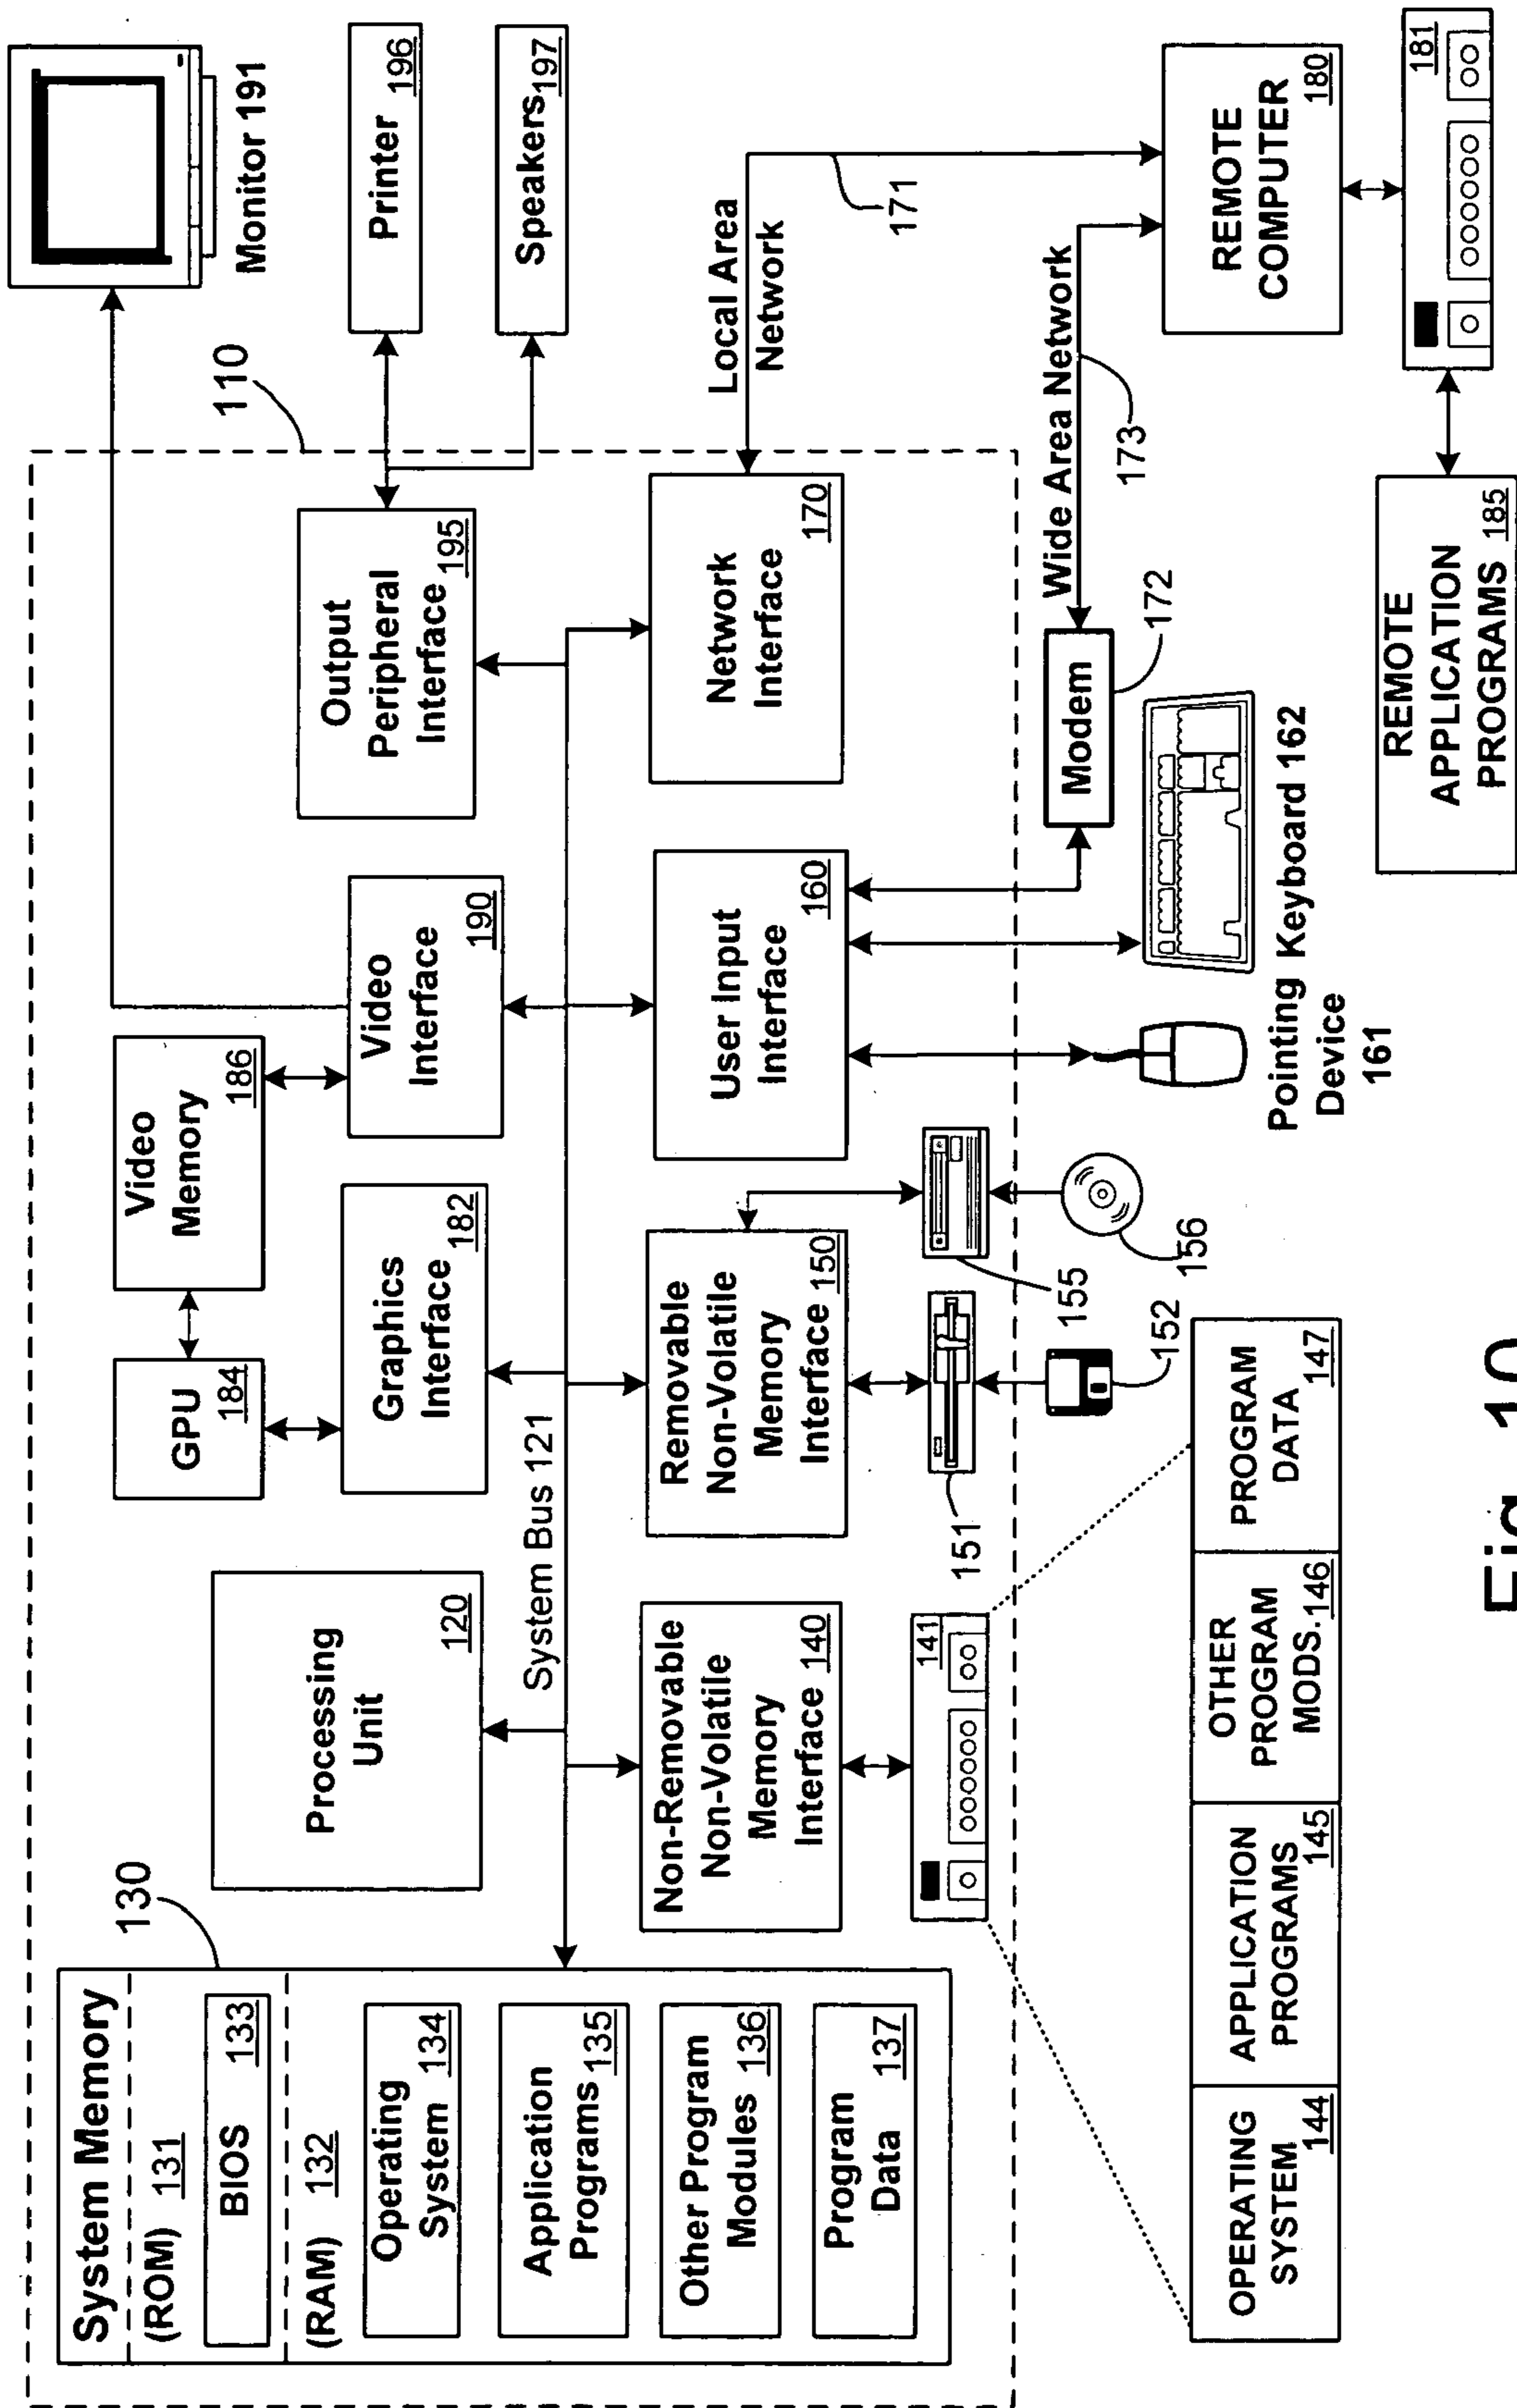 System Memory
(ROM) 131
BIOS 133
(RAM) 132
Operating
System 134
Application
Programs 135
Other Program
Modules 136
Program
Data 137
130
Processing
Unit
120
System Bus 121
GPU
184
Video
Memory
186
Graphics
Interface
182
Video
Interface
190
Output
Peripheral
Interface 195
110
Monitor 191
Printer
196
Speakers 197
Non-Removable
Non-Volatile
Memory
Interface 140
Removable
Non-Volatile
Memory
Interface 150
User Input
Interface
160
Network
Interface
170
Local Area
Network
171
141
151
152
155
156
Modem
172
Wide Area Network
173
REMOTE
COMPUTER
180
181
Pointing
Device
161
Keyboard 162
REMOTE
APPLICATION
PROGRAMS 185
OPERATING
SYSTEM 144
APPLICATION
PROGRAMS 145
OTHER
PROGRAM
MODS. 146
PROGRAM
DATA 147
Fig. 10